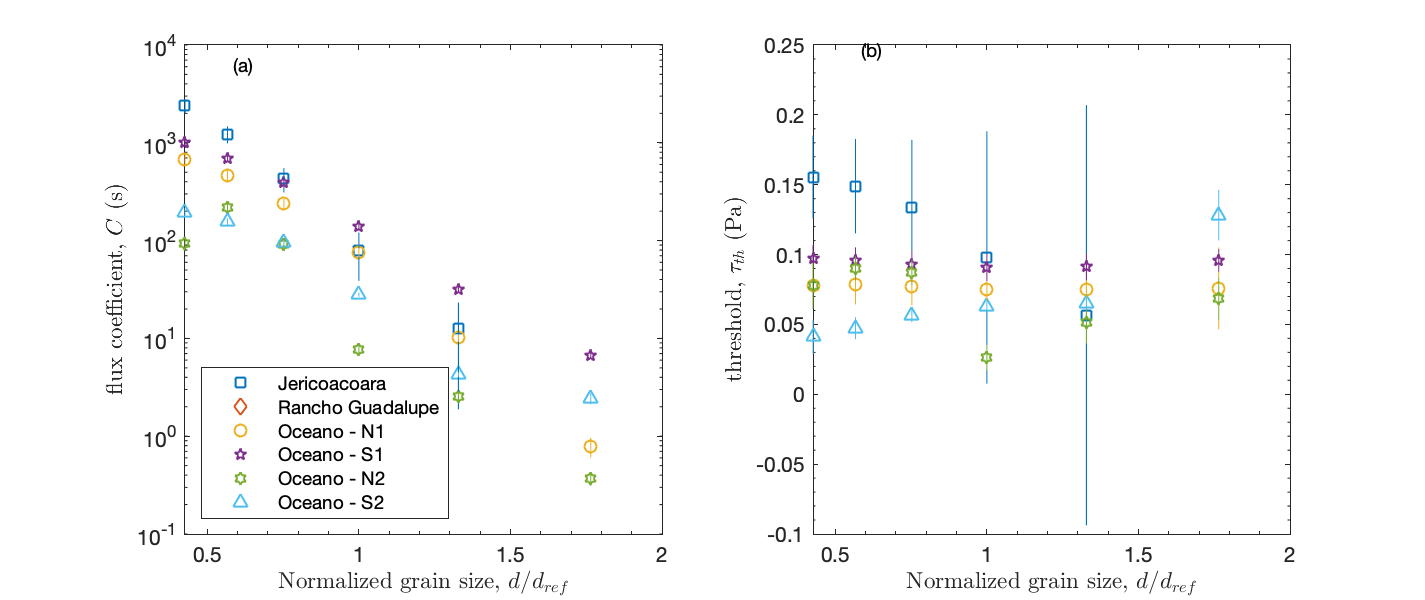 (a)
10^4
10^3
10^2
10^1
10^0
10^-1
flux coefficient, C (s)
Jericoacoara
Rancho Guadalupe
Oceano - N1
Oceano - S1
Oceano - N2
Oceano - S2
0.5 1 1.5 2
Normalized grain size, d/d_ref
(b)
0.25
0.2
0.15
0.1
0.05
0
-0.05
-0.1
threshold, τ_th (Pa)
0.5 1 1.5 2
Normalized grain size, d/d_ref